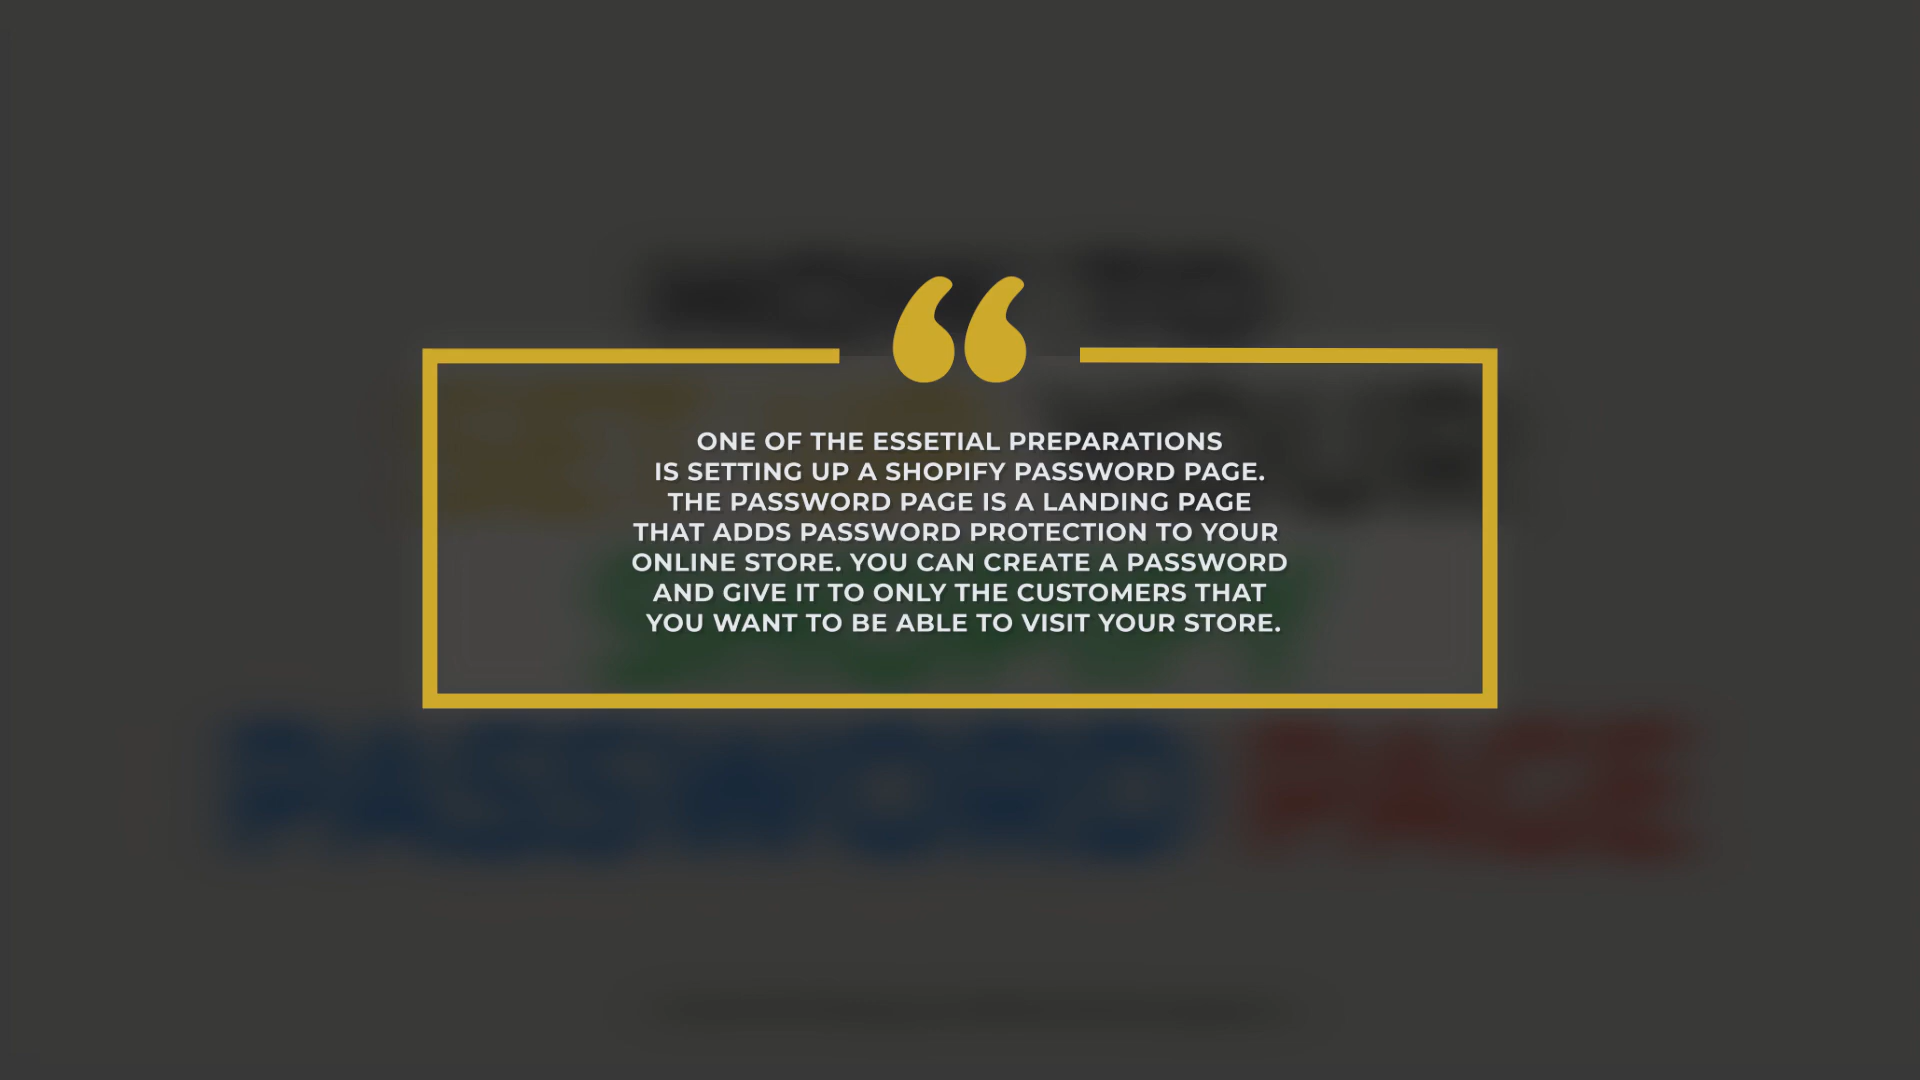 ONE OF THE ESSETIAL PREPARATIONS
IS SETTING UP A SHOPIFY PASSWORD PAGE.
THE PASSWORD PAGE IS A LANDING PAGE
THAT ADDS PASSWORD PROTECTION TO YOUR
ONLINE STORE. YOU CAN CREATE A PASSWORD
AND GIVE IT TO ONLY THE CUSTOMERS THAT
YOU WANT TO BE ABLE TO VISIT YOUR STORE.
PASSWORD PAGE